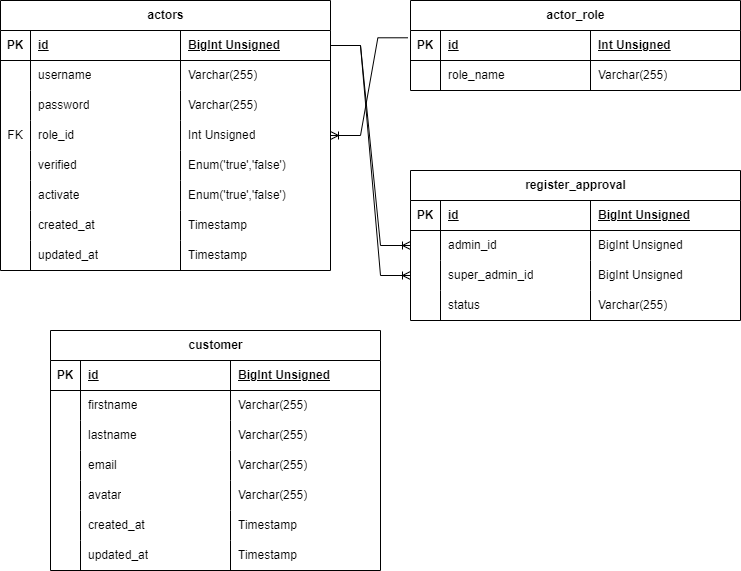 actors
PK id BigInt Unsigned
username Varchar(255)
password Varchar(255)
FK role_id Int Unsigned
verified Enum('true','false')
activate Enum('true','false')
created_at Timestamp
updated_at Timestamp
actor_role
PK id Int Unsigned
role_name Varchar(255)
register_approval
PK id BigInt Unsigned
admin_id BigInt Unsigned
super_admin_id BigInt Unsigned
status Varchar(255)
customer
PK id BigInt Unsigned
firstname Varchar(255)
lastname Varchar(255)
email Varchar(255)
avatar Varchar(255)
created_at Timestamp
updated_at Timestamp